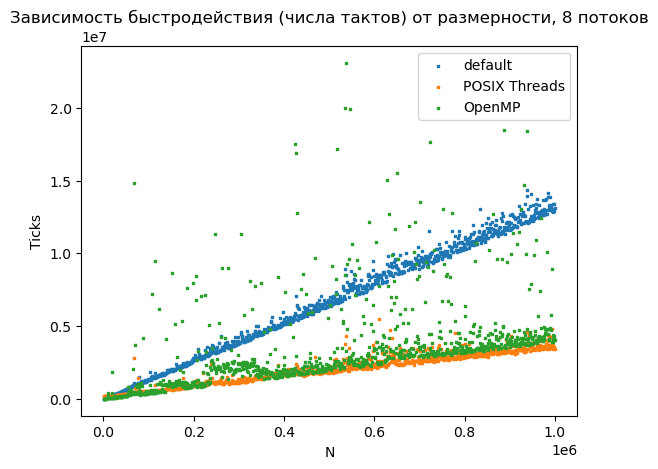 Зависимость быстродействия (числа тактов) от размерности, 8 потоков
1e7
default
POSIX Threads
OpenMP
2.0
1.5
1.0
0.5
0.0
Ticks
0.0 0.2 0.4 0.6 0.8 1.0
N
1e6